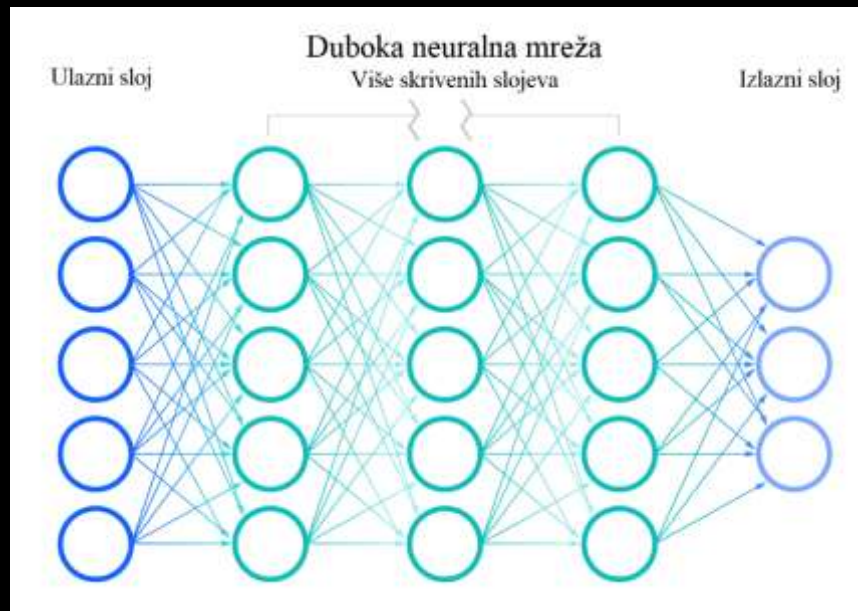 Duboka neuralna mreža
Ulazni sloj
Više skrivenih slojeva
Izlazni sloj